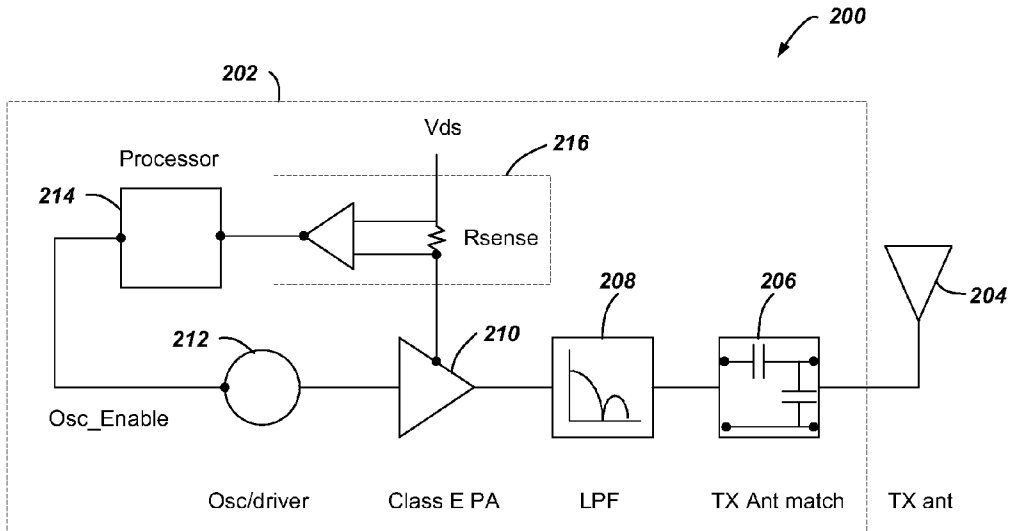 200
202
Vds
Processor
216
214
Rsense
208
206
204
212
210
Osc_Enable
Osc/driver
Class E PA
LPF
TX Ant match
TX ant